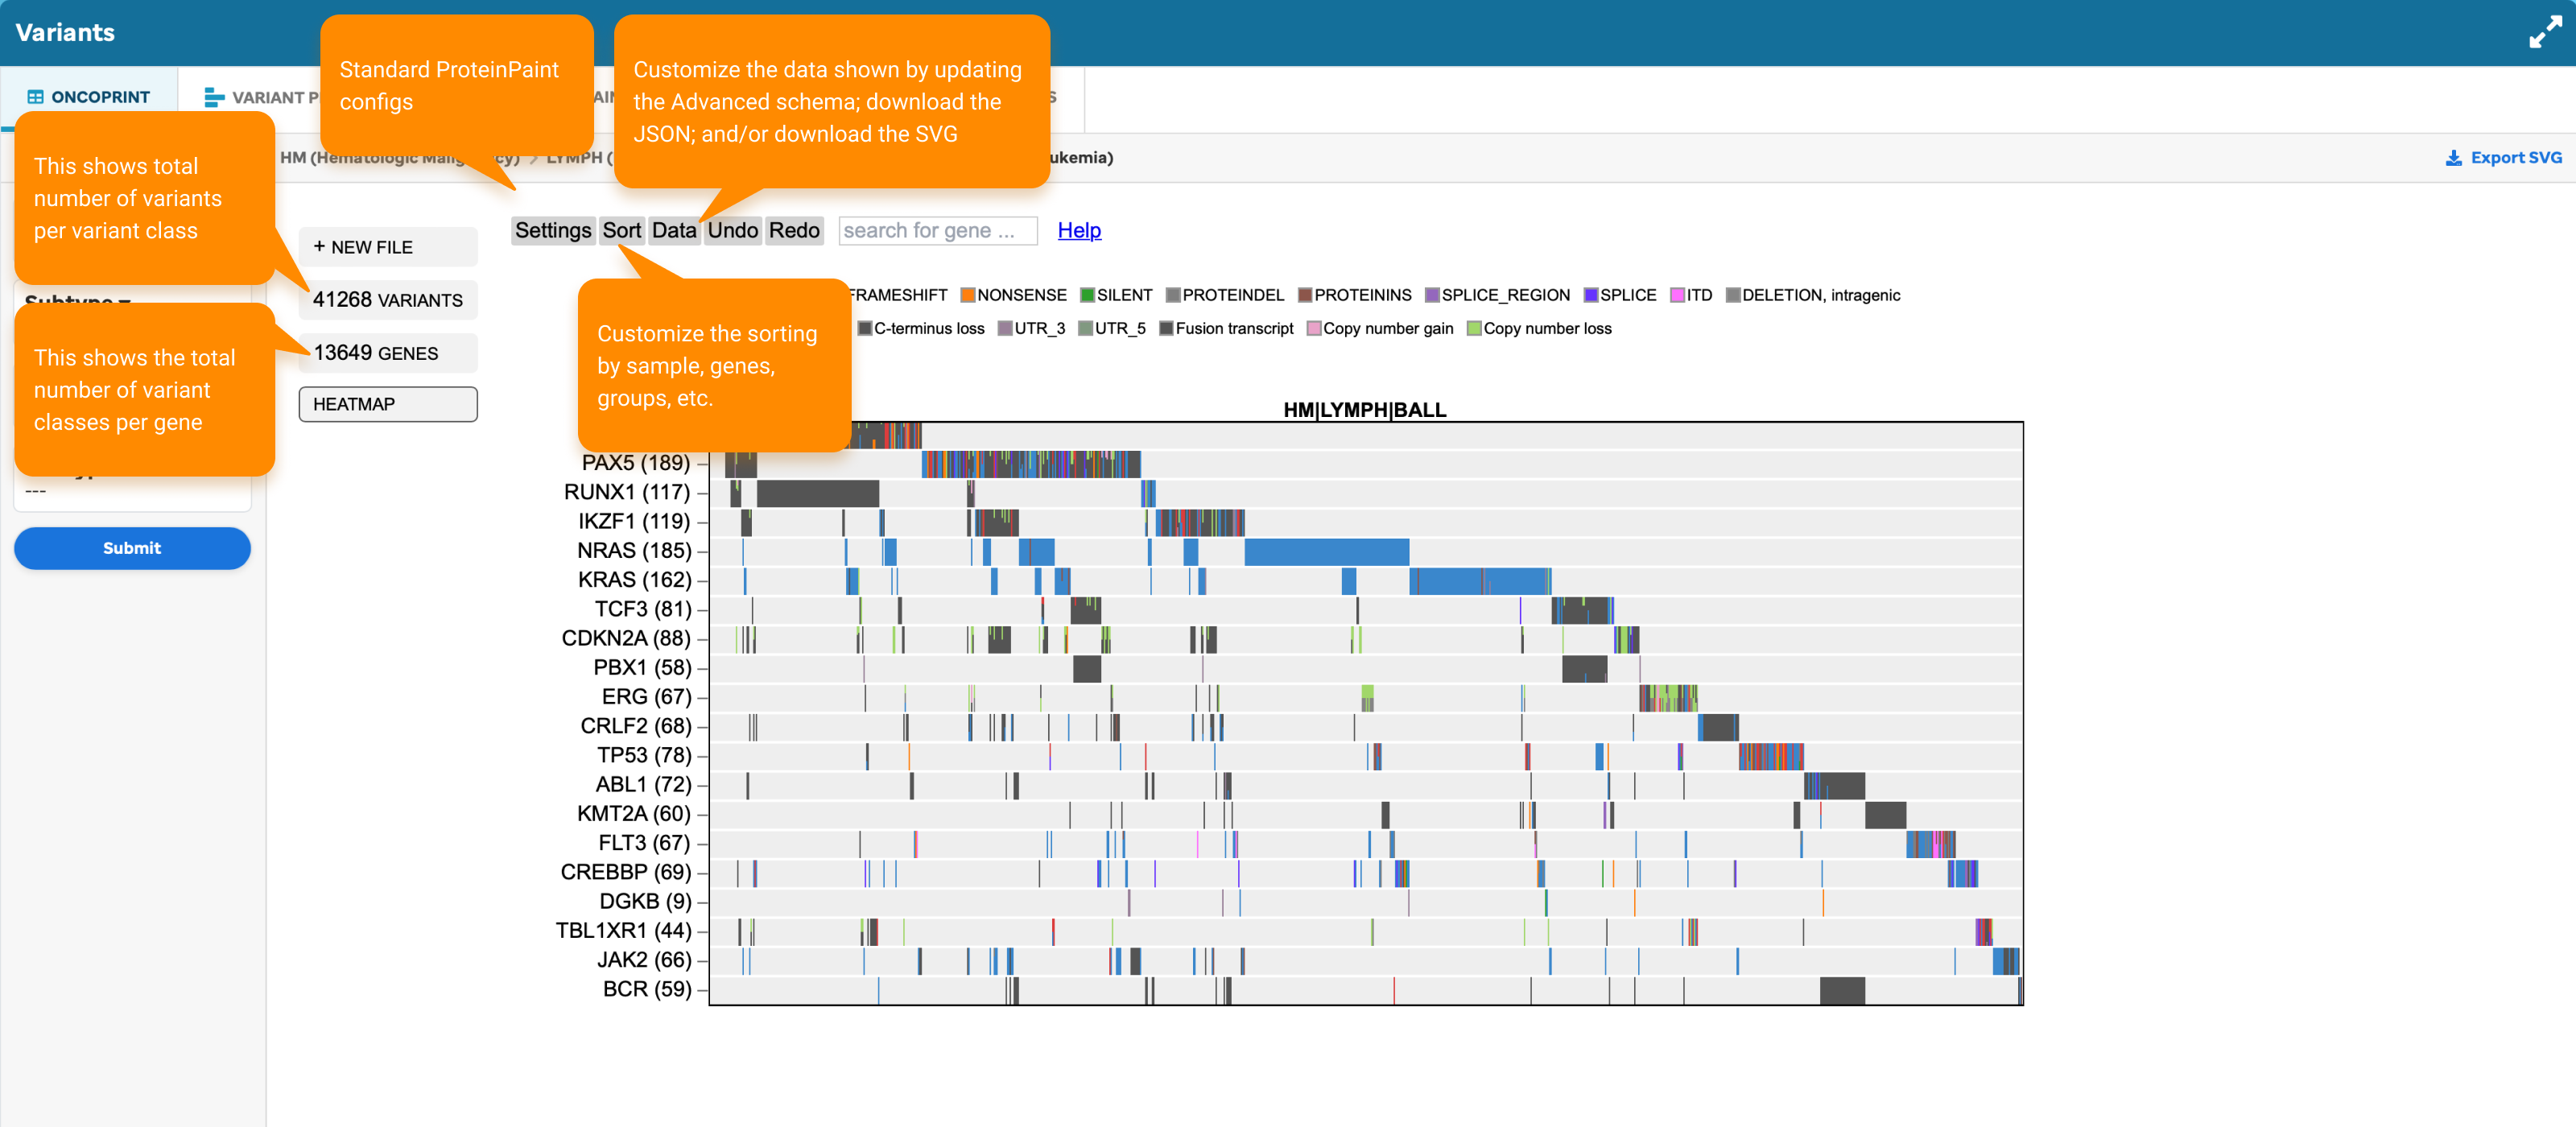 Variants
ONCOPRINT
VARIANT P
Standard ProteinPaint
configs
Customize the data shown by updating
the Advanced schema; download the
JSON; and/or download the SVG
HM (Hematologic Malig cy) > LYMPH ( ukemia)
Export SVG
This shows total
number of variants
per variant class
Settings Sort Data Undo Redo search for gene ... Help
+ NEW FILE
41268 VARIANTS
13649 GENES
HEATMAP
Subtype
This shows the total
number of variant
classes per gene
---
Submit
Customize the sorting
by sample, genes,
groups, etc.
FRAMESHIFT NONSENSE SILENT PROTEINDEL PROTEININS SPLICE_REGION SPLICE ITD DELETION, intragenic
C-terminus loss UTR_3 UTR_5 Fusion transcript Copy number gain Copy number loss
HM|LYMPH|BALL
PAX5 (189)
RUNX1 (117)
IKZF1 (119)
NRAS (185)
KRAS (162)
TCF3 (81)
CDKN2A (88)
PBX1 (58)
ERG (67)
CRLF2 (68)
TP53 (78)
ABL1 (72)
KMT2A (60)
FLT3 (67)
CREBBP (69)
DGKB (9)
TBL1XR1 (44)
JAK2 (66)
BCR (59)